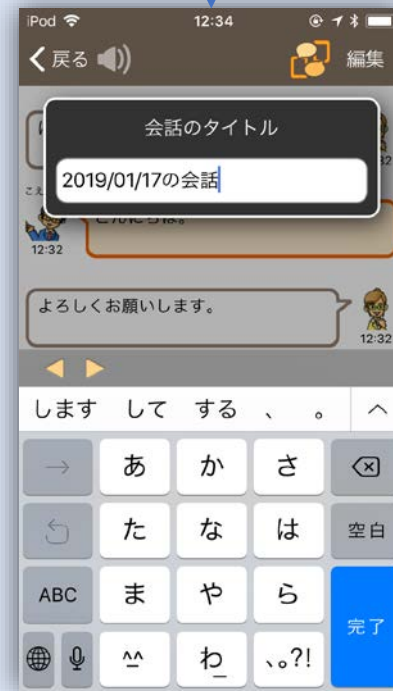 iPod 12:34
戻る 編集
会話のタイトル
2019/01/17の会話
12:32
よろしくお願いします。
12:32
します して する 、 。
→ あ か さ
た な は 空白
ABC ま や ら 完了
^^ わ 、。?!